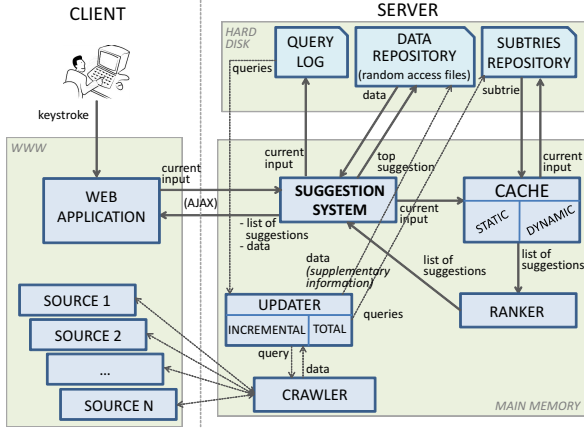 CLIENT
SERVER
HARD
DISK
QUERY
LOG
DATA
REPOSITORY
(random access files)
SUBTRIES
REPOSITORY
queries
data
subtrie
keystroke
WWW
current
input
current
input
top
suggestion
current
input
WEB
APPLICATION
(AJAX)
SUGGESTION
SYSTEM
current
input
CACHE
STATIC
DYNAMIC
- list of
suggestions
- data
data
(supplementary
information)
list of
suggestions
list of
suggestions
SOURCE 1
SOURCE 2
...
SOURCE N
UPDATER
INCREMENTAL
TOTAL
queries
RANKER
query
data
CRAWLER
MAIN MEMORY